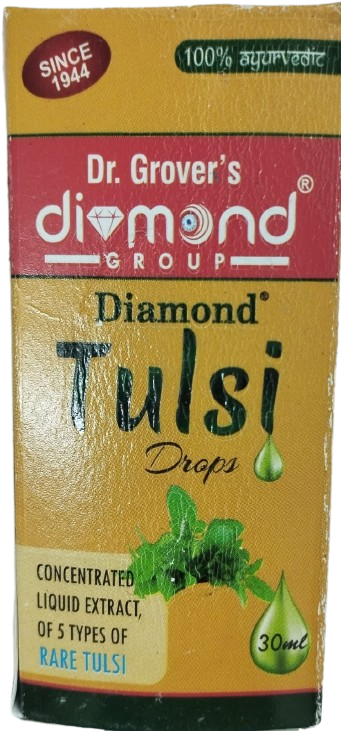 SINCE
1944
100% ayurvedic
Dr. Grover's
diamond®
GROUP
Diamond®
Tulsi
Drops
CONCENTRATED
LIQUID EXTRACT,
OF 5 TYPES OF
RARE TULSI
30ml